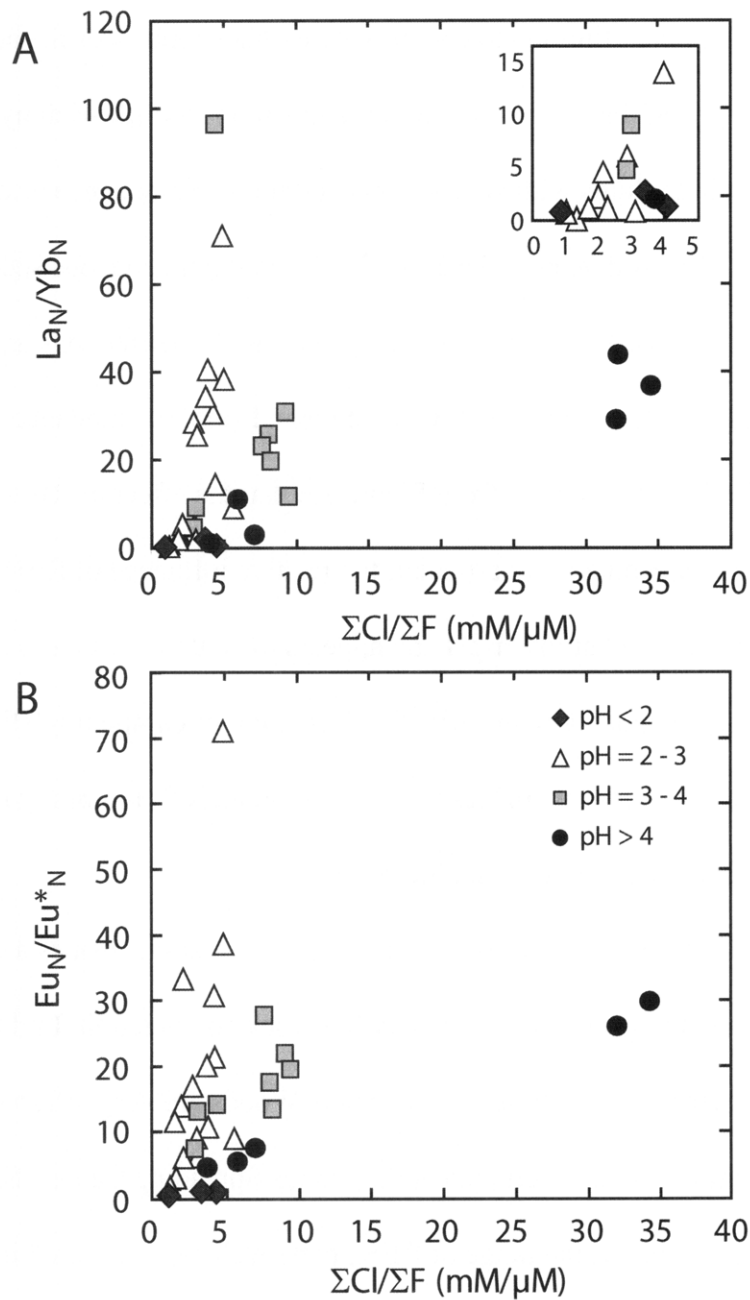 A
120
100
80
60
40
20
0
La_N/Yb_N
15
10
5
0
0 1 2 3 4 5
0 5 10 15 20 25 30 35 40
ΣCl/ΣF (mM/μM)
B
80
70
60
50
40
30
20
10
0
Eu_N/Eu*_N
pH < 2
pH = 2 - 3
pH = 3 - 4
pH > 4
0 5 10 15 20 25 30 35 40
ΣCl/ΣF (mM/μM)